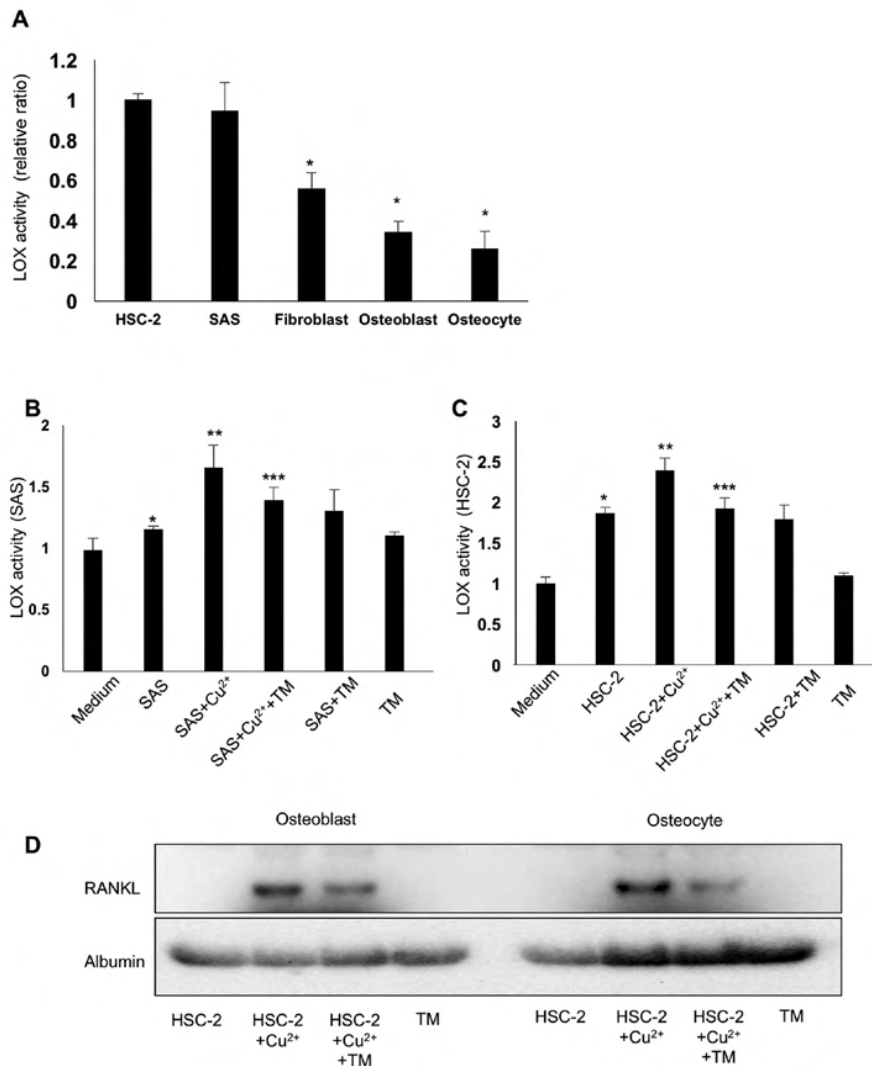 A
LOX activity (relative ratio)
1.2
1
0.8
0.6
0.4
0.2
0
*
*
*
HSC-2 SAS Fibroblast Osteoblast Osteocyte
B
LOX activity (SAS)
2
1.5
1
0.5
0
*
**
***
Medium
SAS
SAS+Cu²⁺
SAS+Cu²⁺+TM
SAS+TM
TM
C
LOX activity (HSC-2)
3
2.5
2
1.5
1
0.5
0
*
**
***
Medium
HSC-2
HSC-2+Cu²⁺
HSC-2+Cu²⁺+TM
HSC-2+TM
TM
D
Osteoblast Osteocyte
RANKL
Albumin
HSC-2 HSC-2 HSC-2 TM HSC-2 HSC-2 HSC-2 TM
+Cu²⁺ +Cu²⁺ +Cu²⁺ +Cu²⁺
+TM +TM